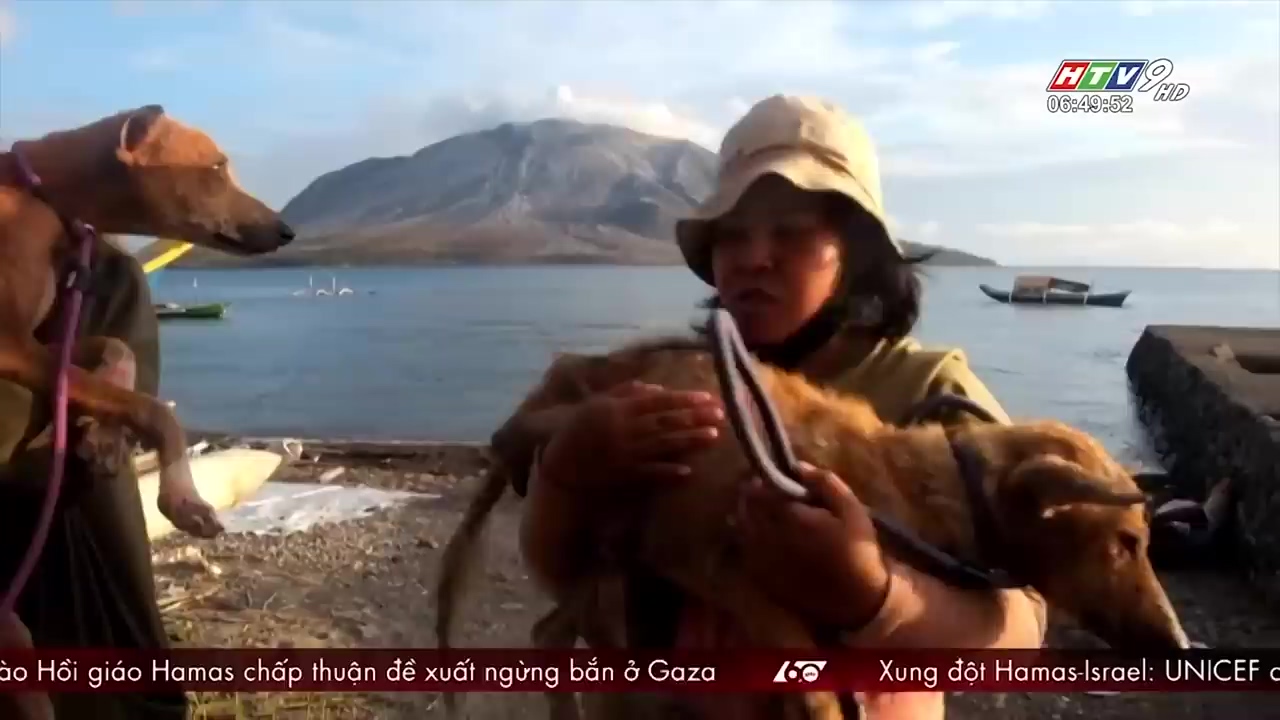 HTV9 HD
06:49:52
ào Hồi giáo Hamas chấp thuận đề xuất ngừng bắn ở Gaza 60 Xung đột Hamas-Israel: UNICEF